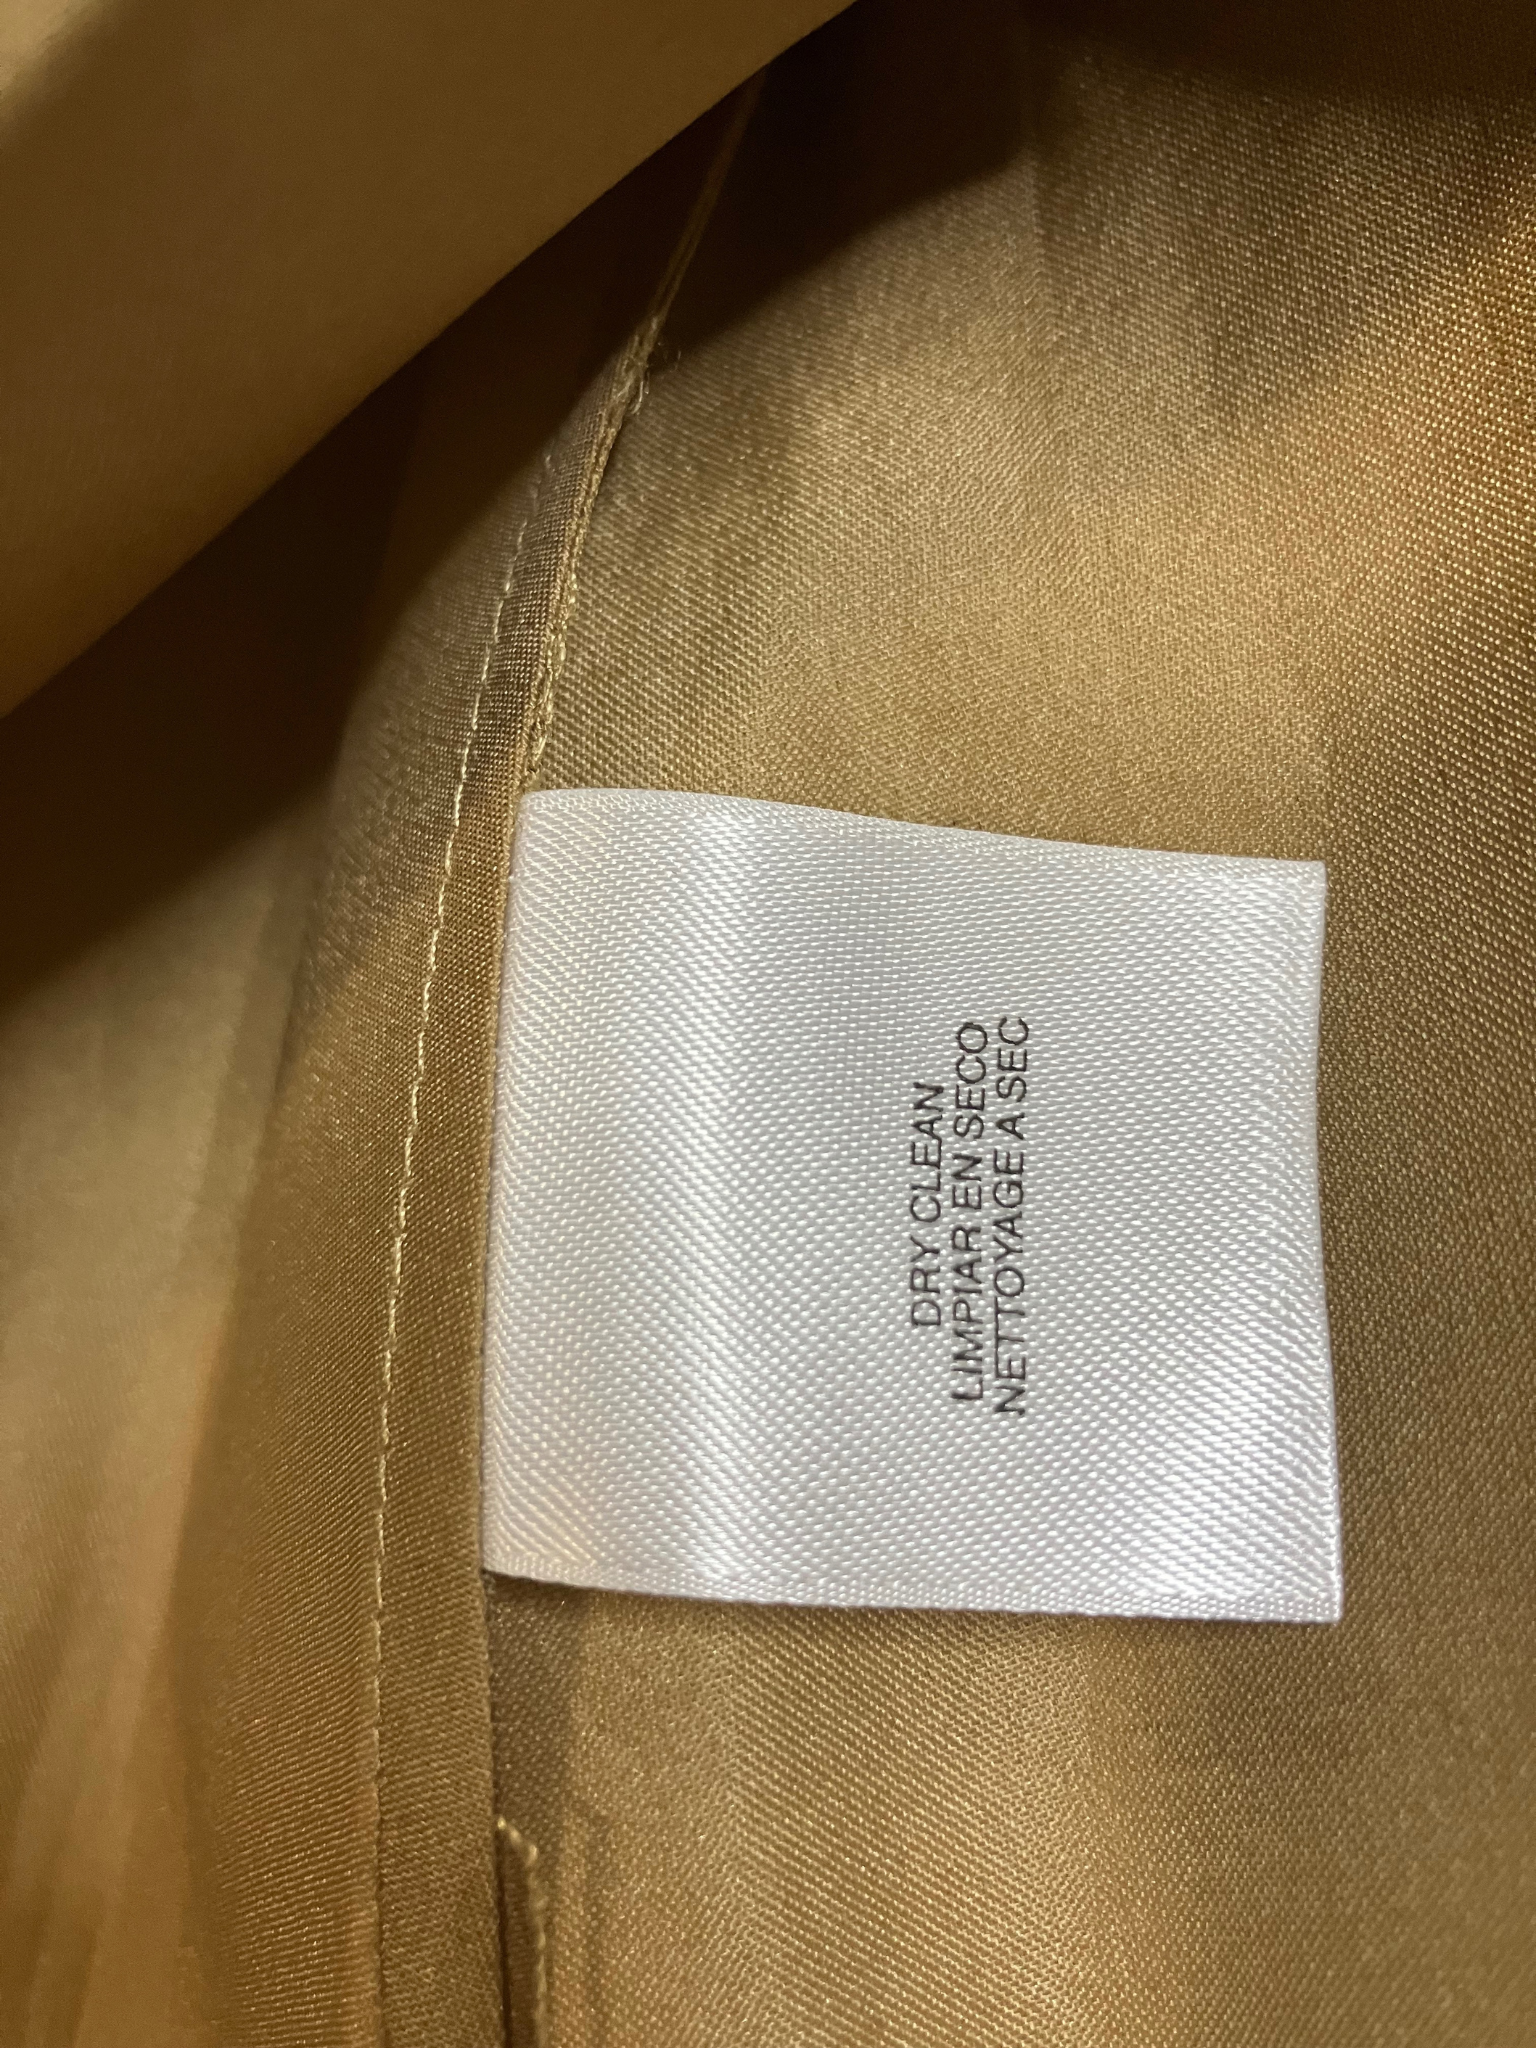 DRY CLEAN
LIMPIAR EN SECO
NETTOYAGE A SEC